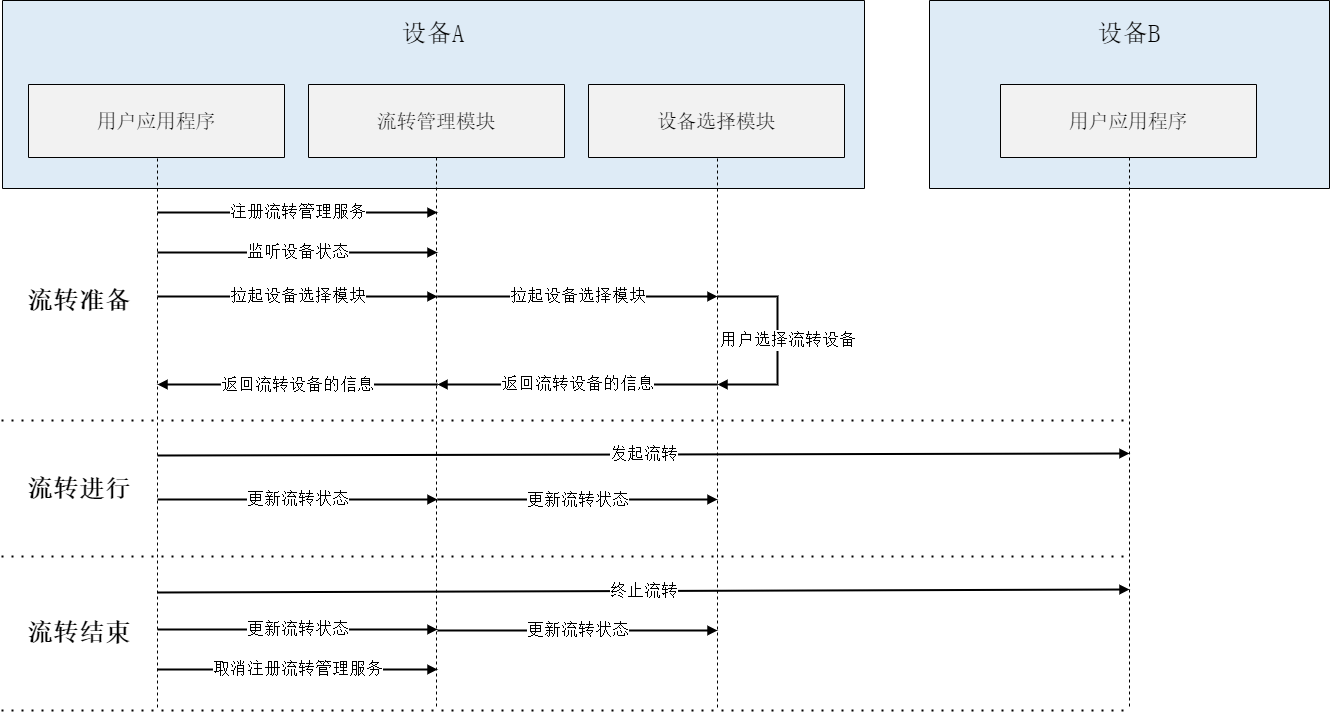 设备A
设备B
用户应用程序
流转管理模块
设备选择模块
用户应用程序
注册流转管理服务
监听设备状态
流转准备
拉起设备选择模块
拉起设备选择模块
用户选择流转设备
返回流转设备的信息
返回流转设备的信息
发起流转
流转进行
更新流转状态
更新流转状态
终止流转
流转结束
更新流转状态
更新流转状态
取消注册流转管理服务